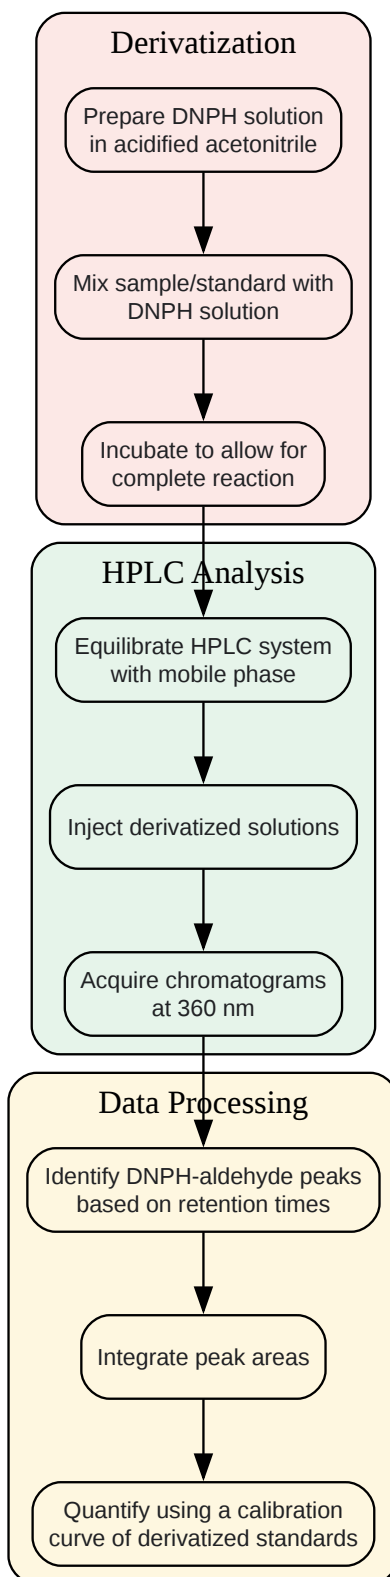 Derivatization
Prepare DNPH solution
in acidified acetonitrile
Mix sample/standard with
DNPH solution
Incubate to allow for
complete reaction
HPLC Analysis
Equilibrate HPLC system
with mobile phase
Inject derivatized solutions
Acquire chromatograms
at 360 nm
Data Processing
Identify DNPH-aldehyde peaks
based on retention times
Integrate peak areas
Quantify using a calibration
curve of derivatized standards